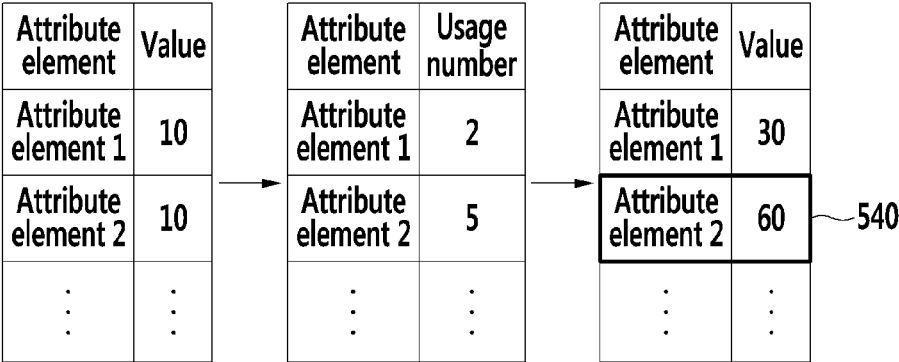 Attribute
element
Value
Attribute
element 1
10
Attribute
element 2
10
Attribute
element
Usage
number
Attribute
element 1
2
Attribute
element 2
5
Attribute
element
Value
Attribute
element 1
30
Attribute
element 2
60
540